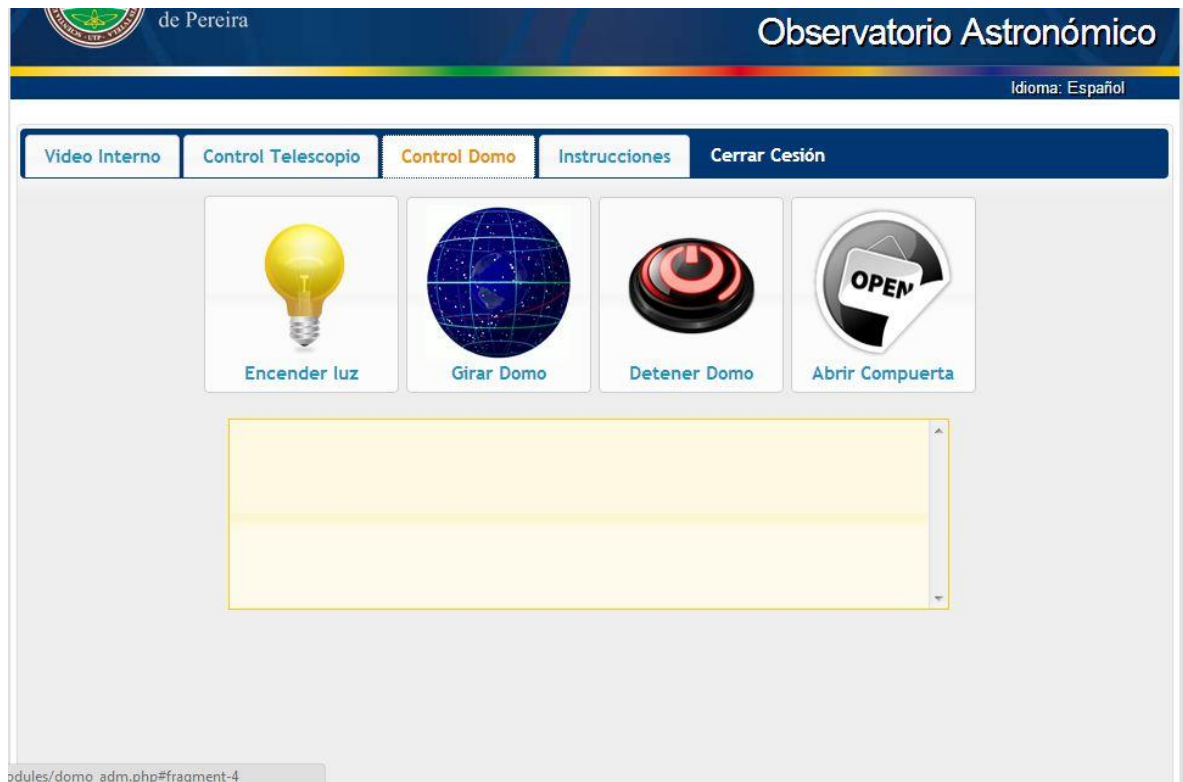 de Pereira
Observatorio Astronómico
Idioma: Español
Video Interno
Control Telescopio
Control Domo
Instrucciones
Cerrar Cesión
OPEN
Encender luz
Girar Domo
Detener Domo
Abrir Compuerta
odules/domo_adm.php#fragment-4